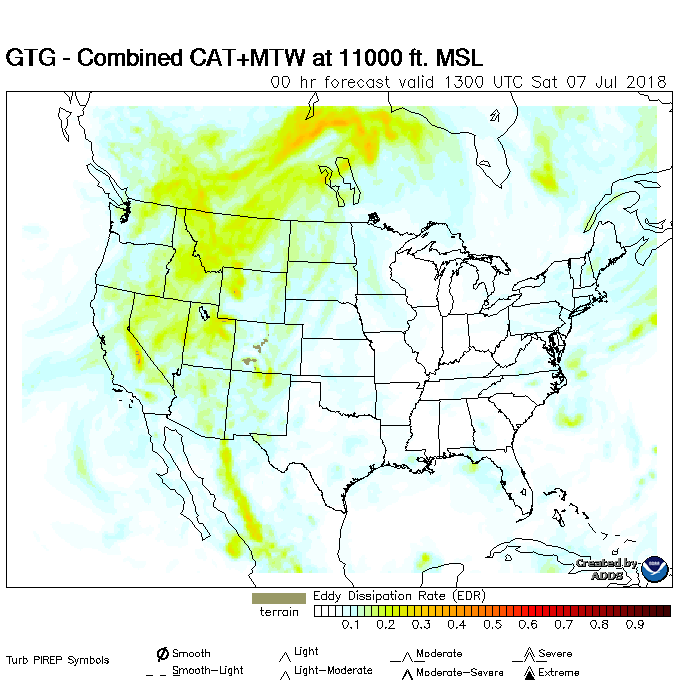 GTG - Combined CAT+MTW at 11000 ft. MSL
00 hr forecast valid 1300 UTC Sat 07 Jul 2018
Created by
ADDS
Eddy Dissipation Rate (EDR)
terrain
0.1 0.2 0.3 0.4 0.5 0.6 0.7 0.8 0.9
Turb PIREP Symbols
Smooth Light Moderate Severe
Smooth-Light Light-Moderate Moderate-Severe Extreme